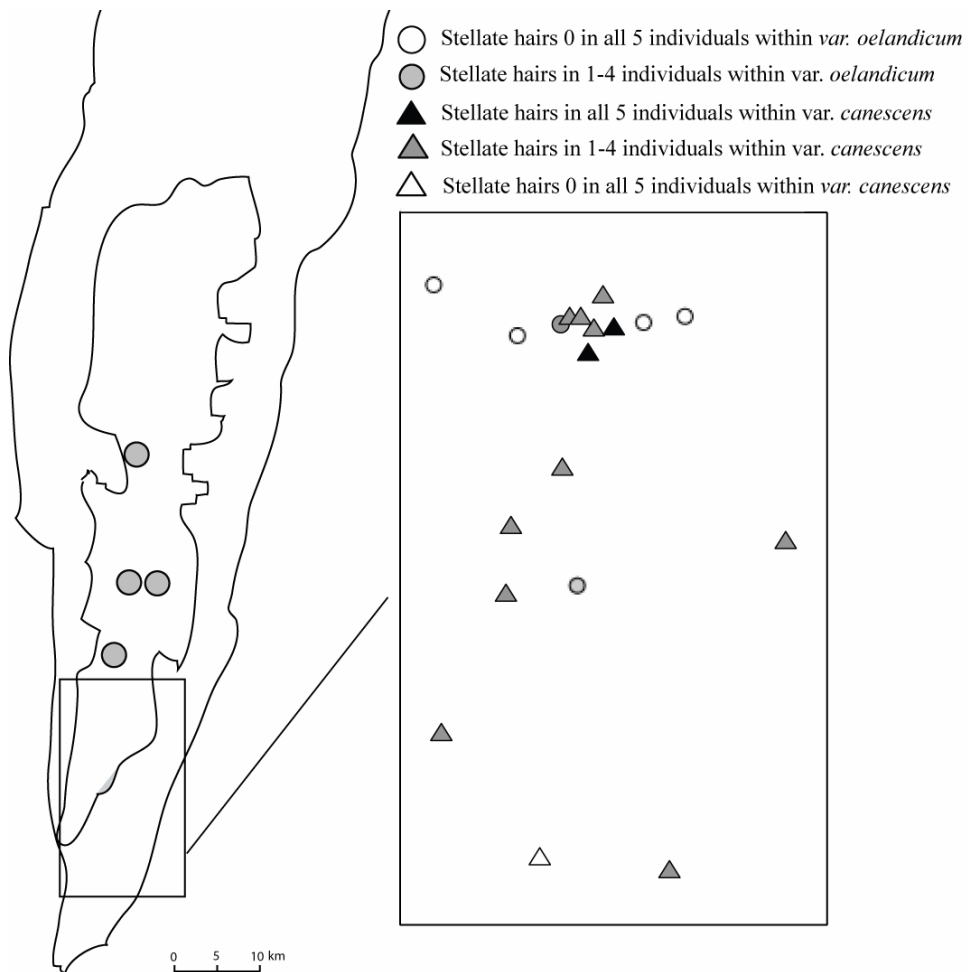 Stellate hairs 0 in all 5 individuals within var. oelandicum
Stellate hairs in 1-4 individuals within var. oelandicum
Stellate hairs in all 5 individuals within var. canescens
Stellate hairs in 1-4 individuals within var. canescens
Stellate hairs 0 in all 5 individuals within var. canescens
0 5 10 km